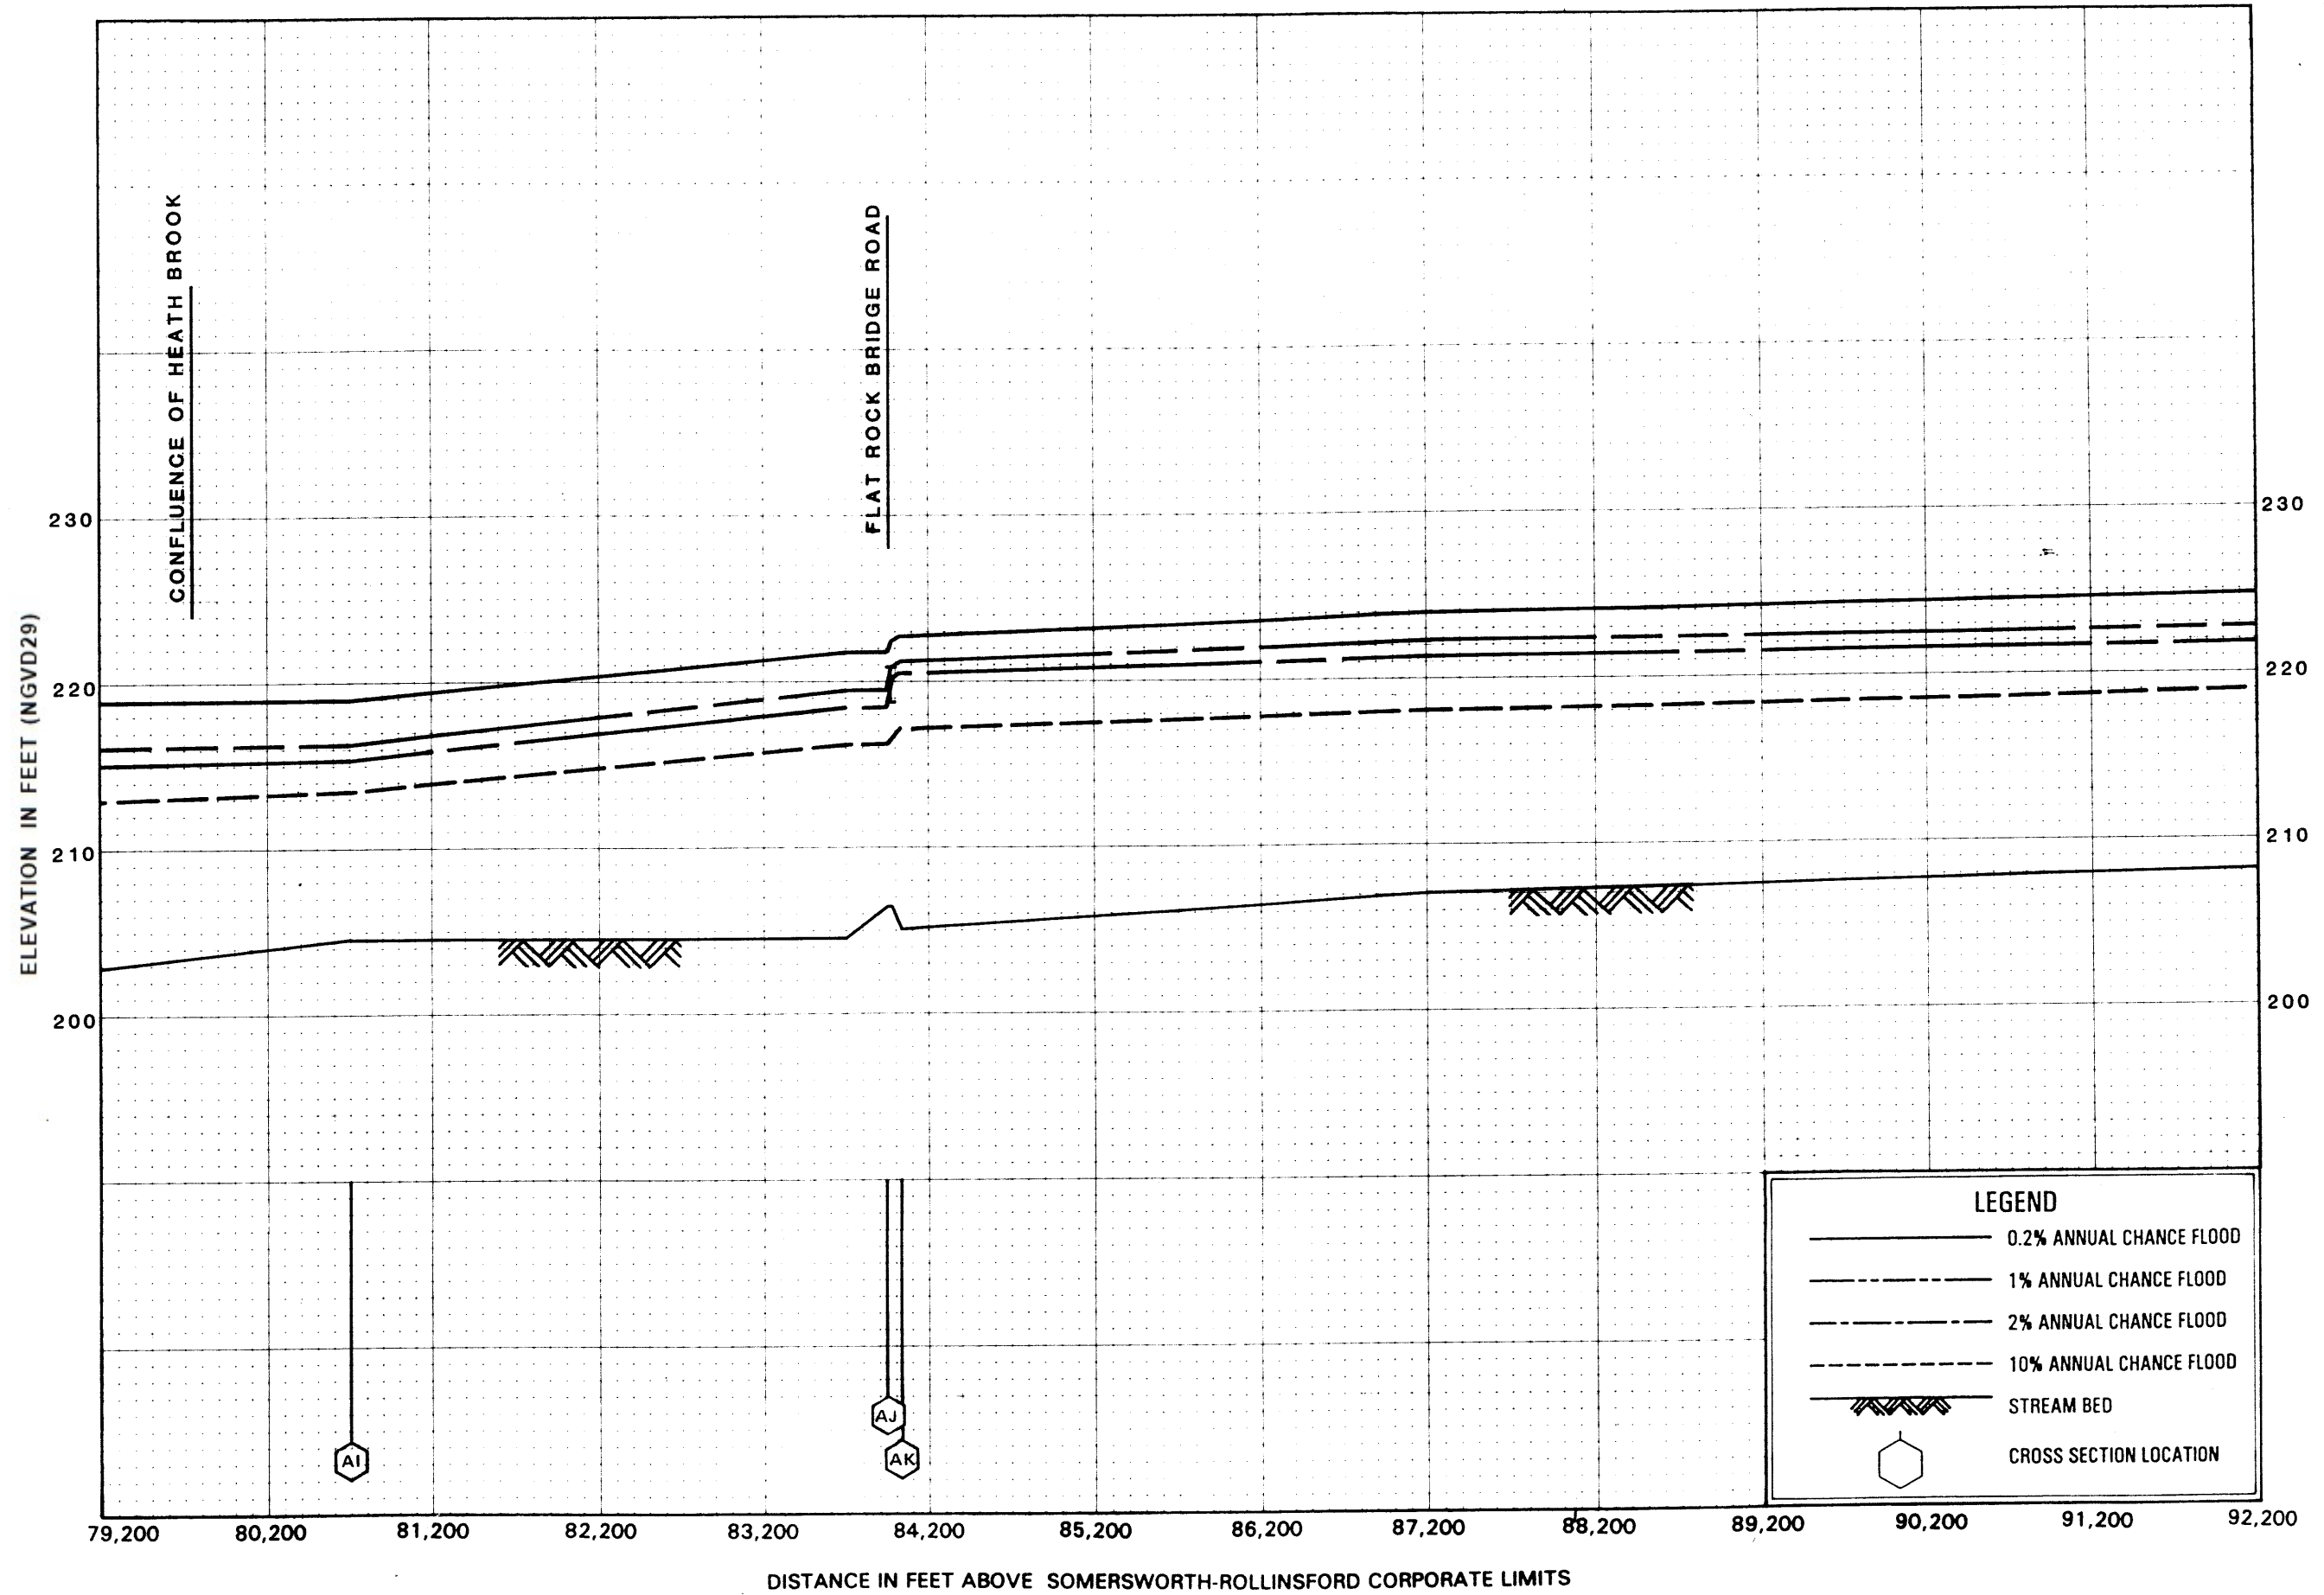 CONFLUENCE OF HEATH BROOK
FLAT ROCK BRIDGE ROAD
ELEVATION IN FEET (NGVD29)
230
220
210
200
230
220
210
200
AI
AJ
AK
LEGEND
0.2% ANNUAL CHANCE FLOOD
1% ANNUAL CHANCE FLOOD
2% ANNUAL CHANCE FLOOD
10% ANNUAL CHANCE FLOOD
STREAM BED
CROSS SECTION LOCATION
79,200 80,200 81,200 82,200 83,200 84,200 85,200 86,200 87,200 88,200 89,200 90,200 91,200 92,200
DISTANCE IN FEET ABOVE SOMERSWORTH-ROLLINSFORD CORPORATE LIMITS